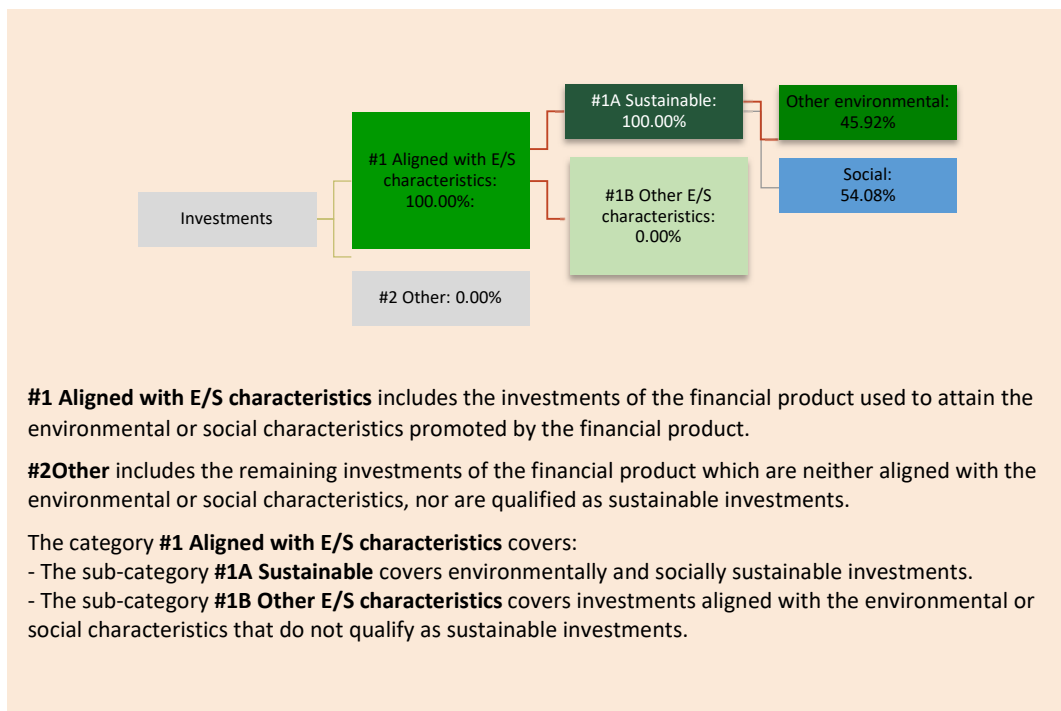 #1A Sustainable:
100.00%
Other environmental:
45.92%
#1 Aligned with E/S
characteristics:
100.00%:
Social:
54.08%
#1B Other E/S
characteristics:
0.00%
Investments
#2 Other: 0.00%
#1 Aligned with E/S characteristics includes the investments of the financial product used to attain the
environmental or social characteristics promoted by the financial product.
#2Other includes the remaining investments of the financial product which are neither aligned with the
environmental or social characteristics, nor are qualified as sustainable investments.
The category #1 Aligned with E/S characteristics covers:
- The sub-category #1A Sustainable covers environmentally and socially sustainable investments.
- The sub-category #1B Other E/S characteristics covers investments aligned with the environmental or
social characteristics that do not qualify as sustainable investments.